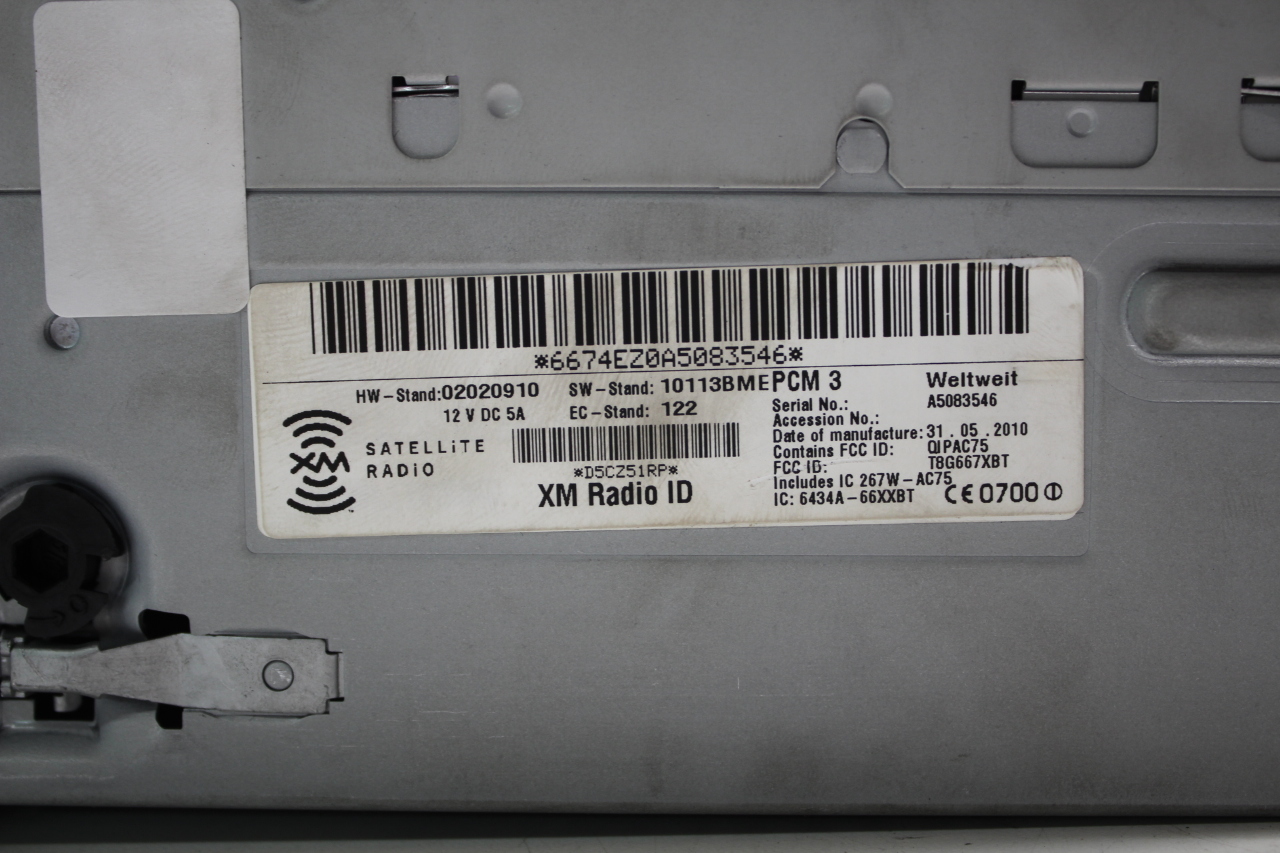 *6674EZ0A5083546*
HW-Stand:02020910 SW-Stand: 10113BME PCM 3 Weltweit
12 V DC 5A EC-Stand: 122
Serial No.: A5083546
Accession No.:
Date of manufacture: 31 . 05 . 2010
Contains FCC ID: QIPAC75
FCC ID: T8G667XBT
Includes IC 267W-AC75
IC: 6434A-66XXBT CE 0700
XM SATELLiTE
RADiO
*D5CZ51RP*
XM Radio ID